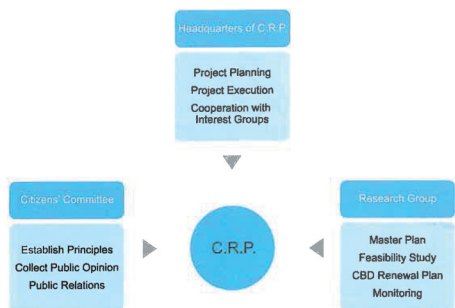 Headquarters of C.R.P.
Project Planning
Project Execution
Cooperation with
Interest Groups
Citizens' Committee
Establish Principles
Collect Public Opinion
Public Relations
C.R.P.
Research Group
Master Plan
Feasibility Study
CBD Renewal Plan
Monitoring